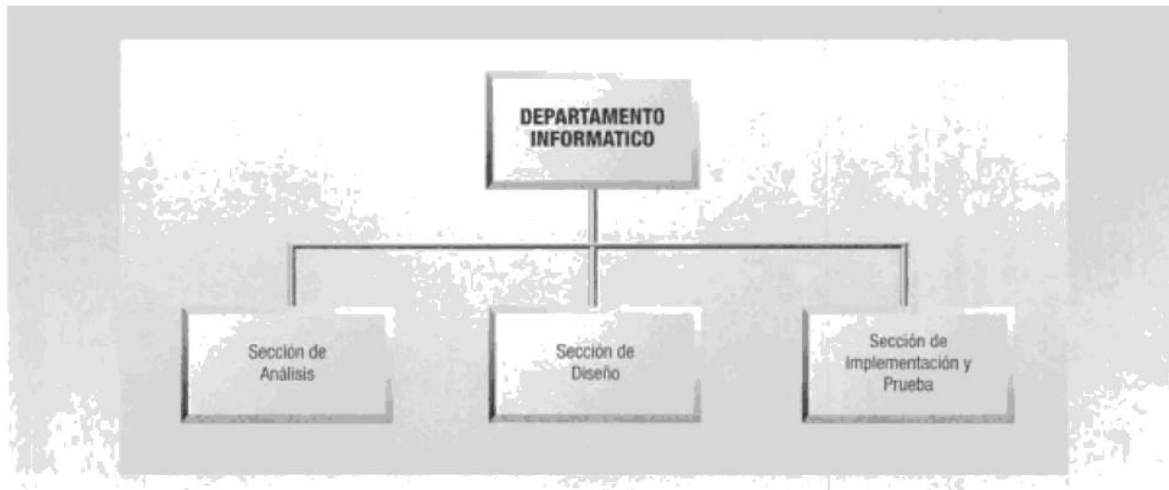 DEPARTAMENTO
INFORMATICO
Sección de
Análisis
Sección de
Diseño
Sección de
Implementación y
Prueba